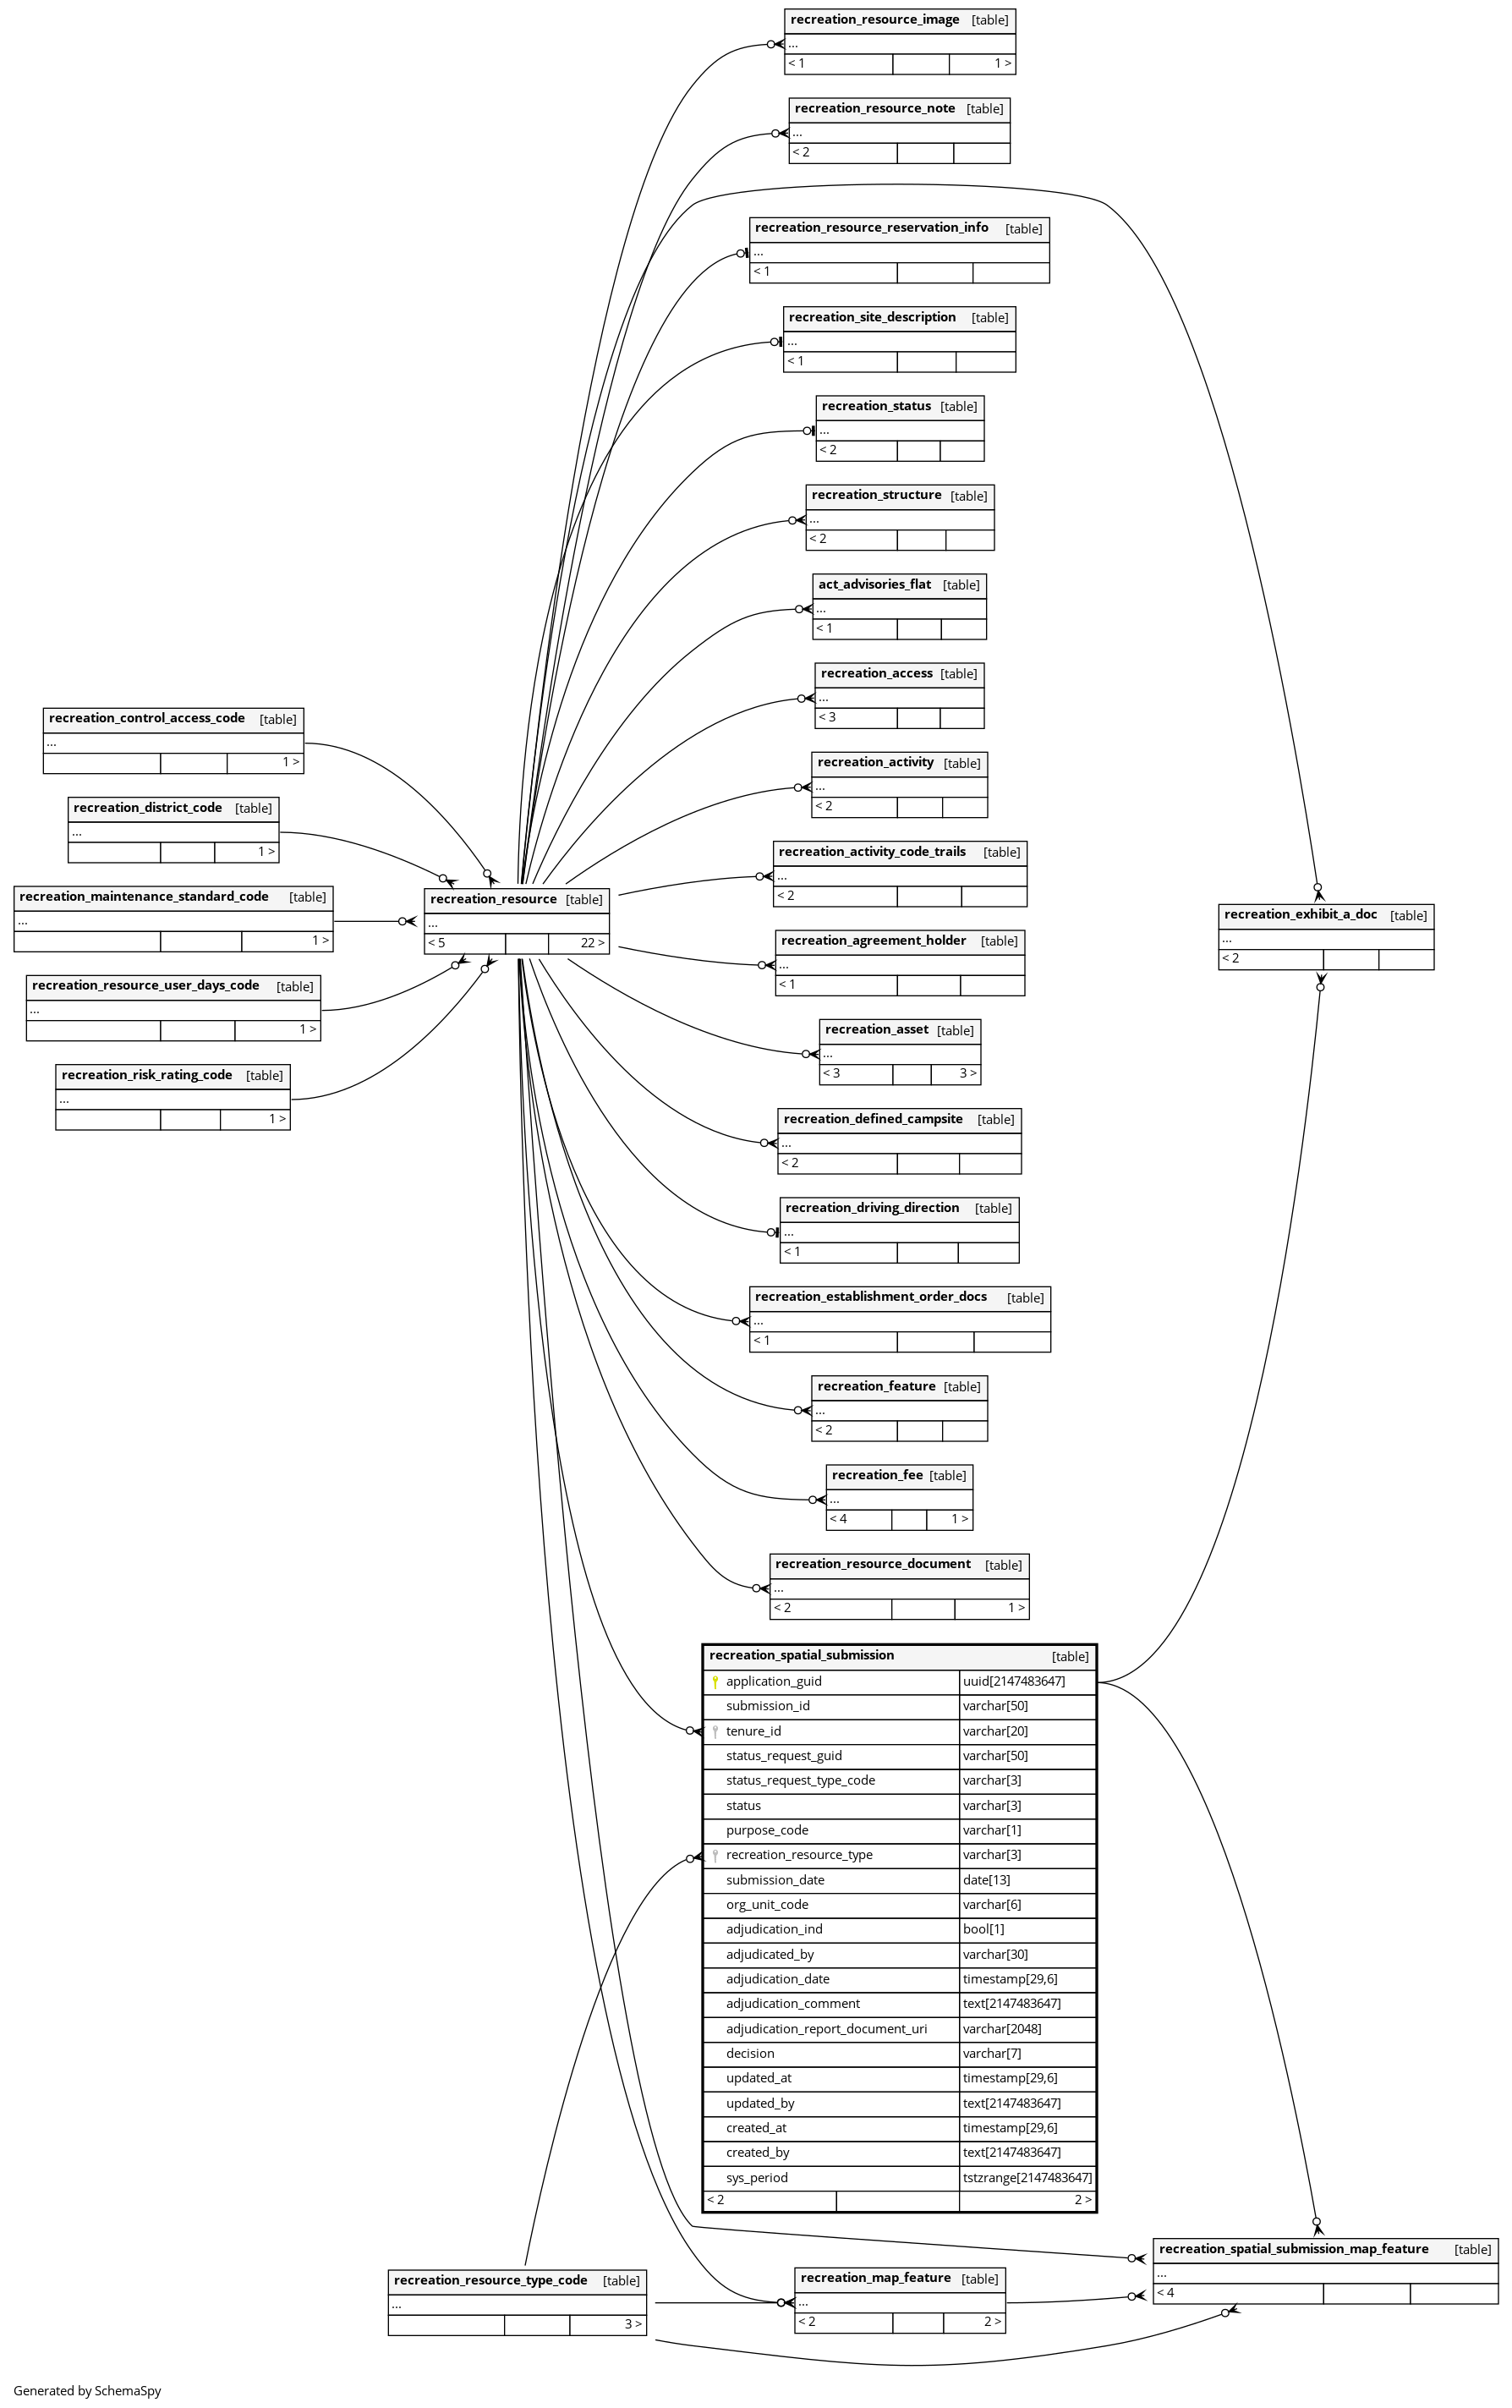 recreation_resource_image [table]
...
< 1 1 >
recreation_resource_note [table]
...
< 2
recreation_resource_reservation_info [table]
...
< 1
recreation_site_description [table]
...
< 1
recreation_status [table]
...
< 2
recreation_structure [table]
...
< 2
act_advisories_flat [table]
...
< 1
recreation_access [table]
...
< 3
recreation_control_access_code [table]
...
1 >
recreation_activity [table]
...
< 2
recreation_district_code [table]
...
1 >
recreation_activity_code_trails [table]
...
< 2
recreation_maintenance_standard_code [table]
...
1 >
recreation_resource [table]
...
< 5 22 >
recreation_exhibit_a_doc [table]
...
< 2
recreation_agreement_holder [table]
...
< 1
recreation_resource_user_days_code [table]
...
1 >
recreation_asset [table]
...
< 3 3 >
recreation_risk_rating_code [table]
...
1 >
recreation_defined_campsite [table]
...
< 2
recreation_driving_direction [table]
...
< 1
recreation_establishment_order_docs [table]
...
< 1
recreation_feature [table]
...
< 2
recreation_fee [table]
...
< 4 1 >
recreation_resource_document [table]
...
< 2 1 >
recreation_spatial_submission [table]
application_guid uuid[2147483647]
submission_id varchar[50]
tenure_id varchar[20]
status_request_guid varchar[50]
status_request_type_code varchar[3]
status varchar[3]
purpose_code varchar[1]
recreation_resource_type varchar[3]
submission_date date[13]
org_unit_code varchar[6]
adjudication_ind bool[1]
adjudicated_by varchar[30]
adjudication_date timestamp[29,6]
adjudication_comment text[2147483647]
adjudication_report_document_uri varchar[2048]
decision varchar[7]
updated_at timestamp[29,6]
updated_by text[2147483647]
created_at timestamp[29,6]
created_by text[2147483647]
sys_period tstzrange[2147483647]
< 2 2 >
recreation_spatial_submission_map_feature [table]
...
< 4
recreation_resource_type_code [table]
...
3 >
recreation_map_feature [table]
...
< 2 2 >
Generated by SchemaSpy